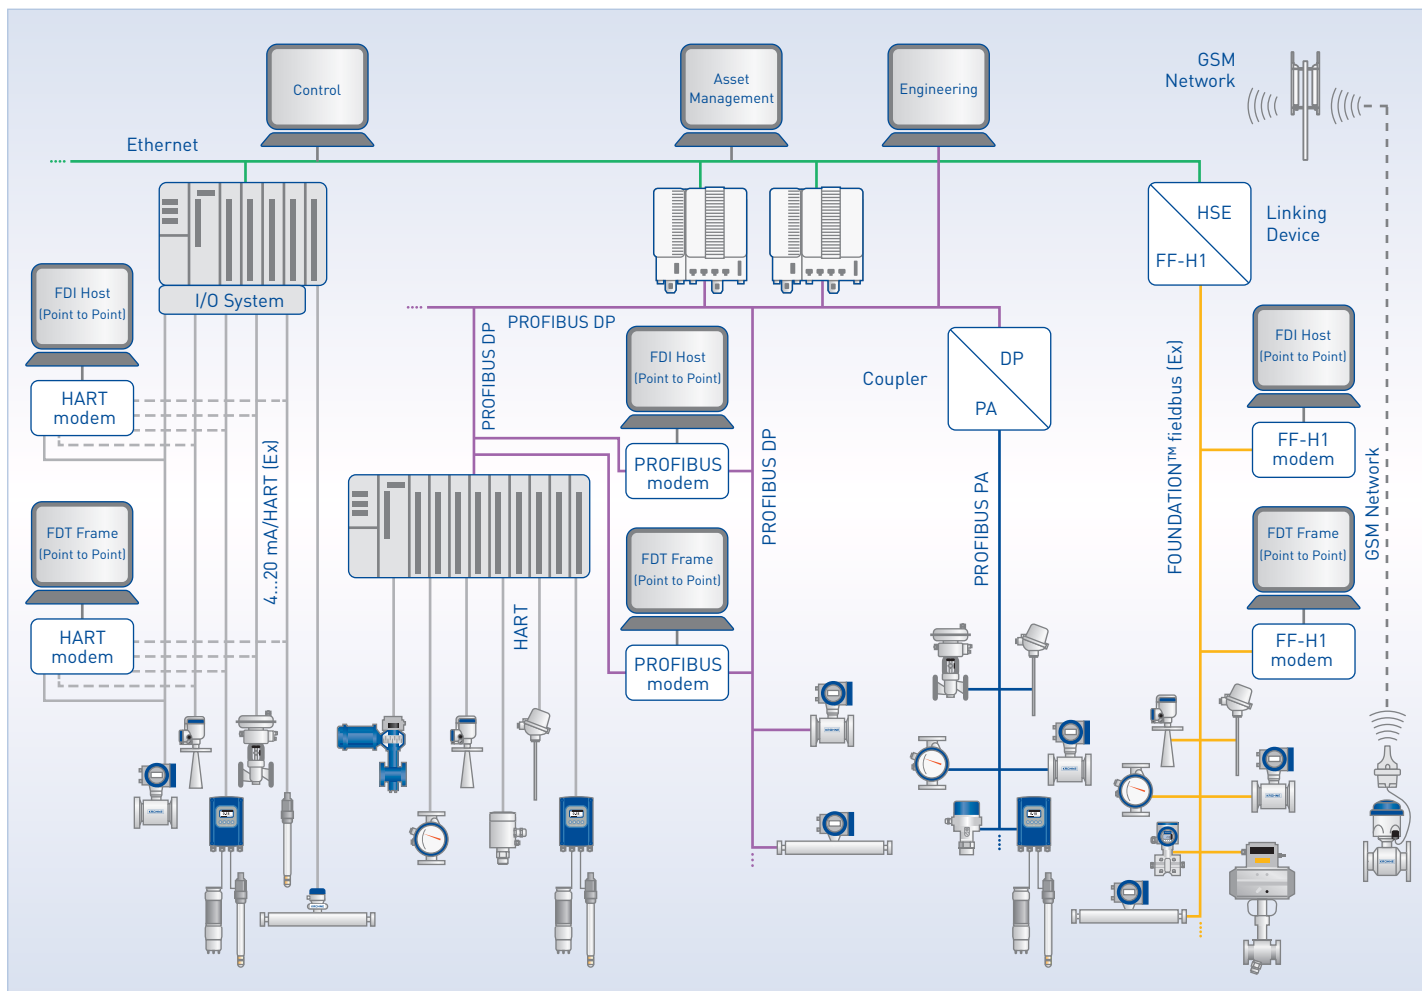 Control
Asset
Management
Engineering
GSM
Network
Ethernet
HSE
FF-H1
Linking
Device
I/O System
FDI Host
(Point to Point)
HART
modem
4...20 mA/HART (Ex)
FDT Frame
(Point to Point)
HART
modem
PROFIBUS DP
PROFIBUS DP
HART
FDI Host
(Point to Point)
PROFIBUS
modem
PROFIBUS DP
FDT Frame
(Point to Point)
PROFIBUS
modem
Coupler
DP
PA
PROFIBUS PA
FOUNDATION™ fieldbus (Ex)
FDI Host
(Point to Point)
FF-H1
modem
FDT Frame
(Point to Point)
FF-H1
modem
GSM Network